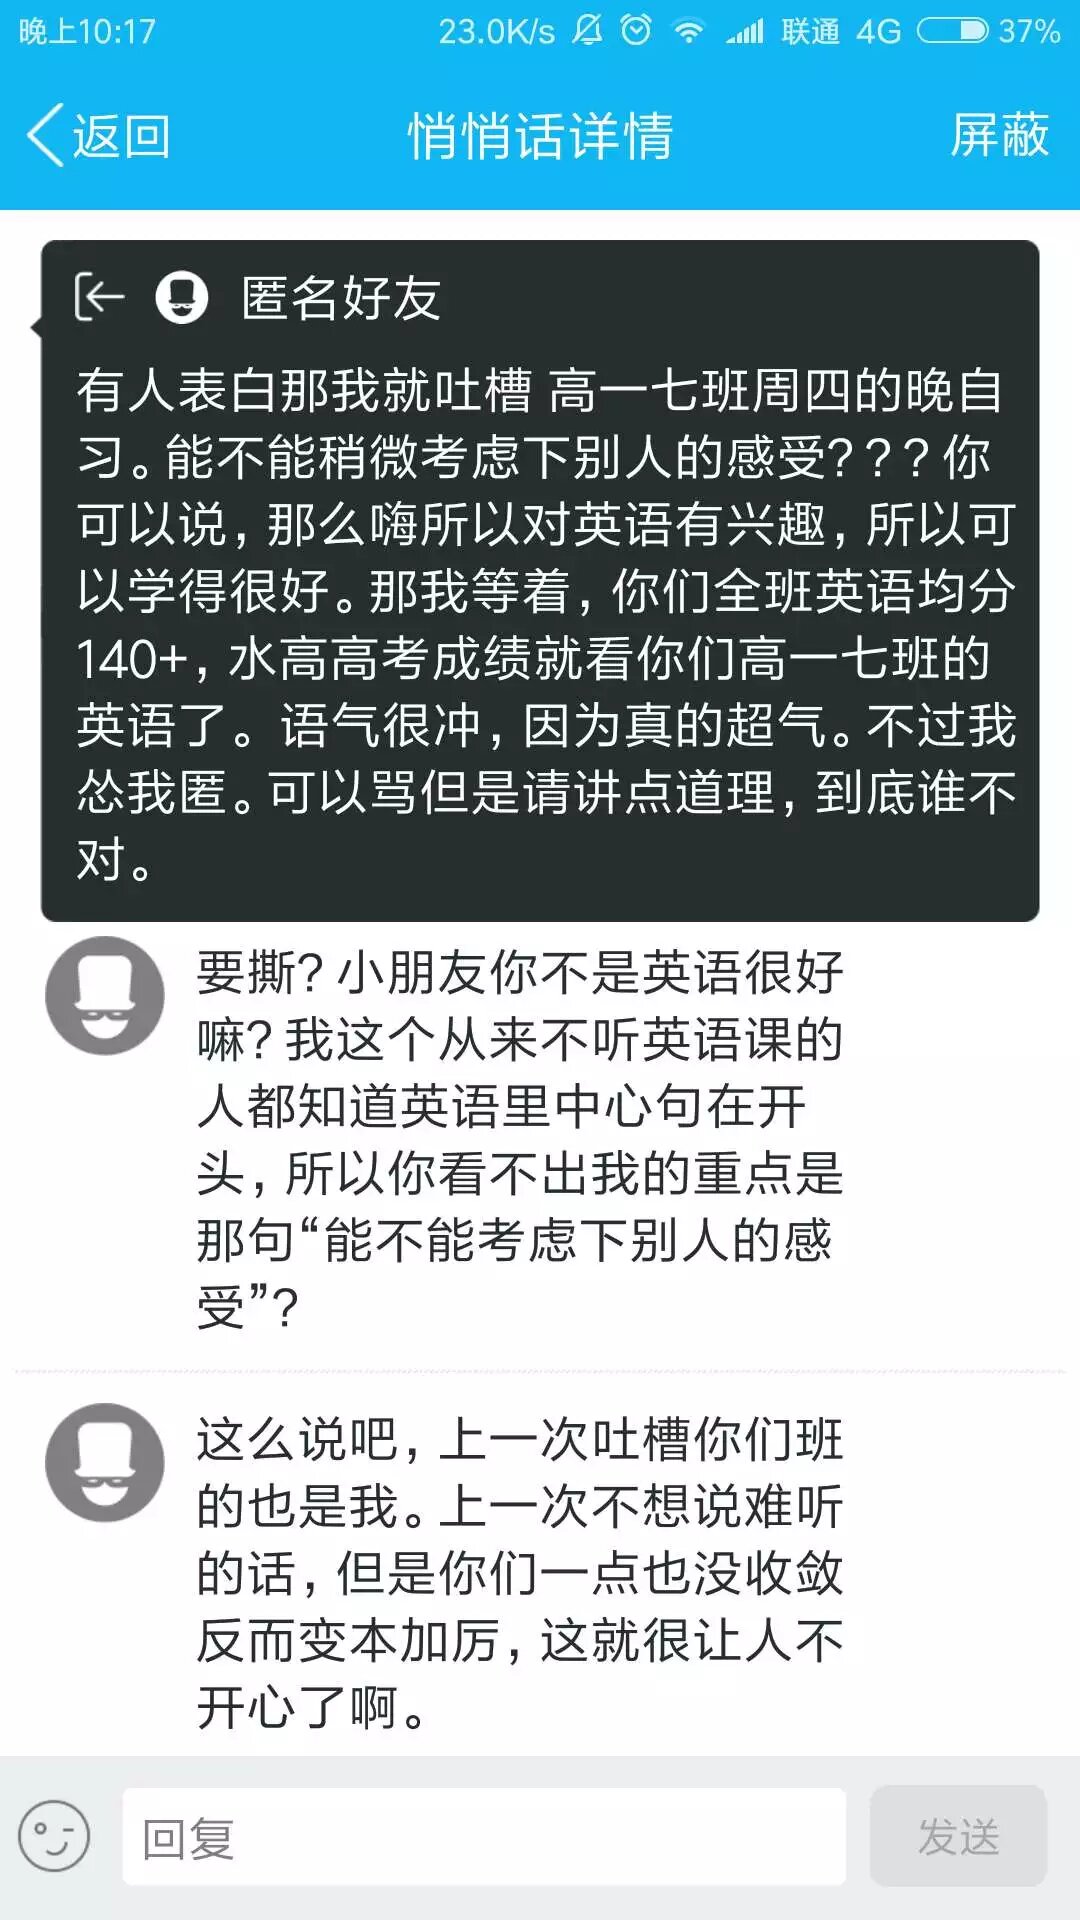 晚上10:17 23.0K/s 联通 4G 37%
返回 悄悄话详情 屏蔽
匿名好友
有人表白那我就吐槽 高一七班周四的晚自
习。能不能稍微考虑下别人的感受???你
可以说,那么嗨所以对英语有兴趣,所以可
以学得很好。那我等着,你们全班英语均分
140+,水高高考成绩就看你们高一七班的
英语了。语气很冲,因为真的超气。不过我
怂我匿。可以骂但是请讲点道理,到底谁不
对。
要撕?小朋友你不是英语很好
嘛?我这个从来不听英语课的
人都知道英语里中心句在开
头,所以你看不出我的重点是
那句“能不能考虑下别人的感
受”?
这么说吧,上一次吐槽你们班
的也是我。上一次不想说难听
的话,但是你们一点也没收敛
反而变本加厉,这就很让人不
开心了啊。
回复 发送